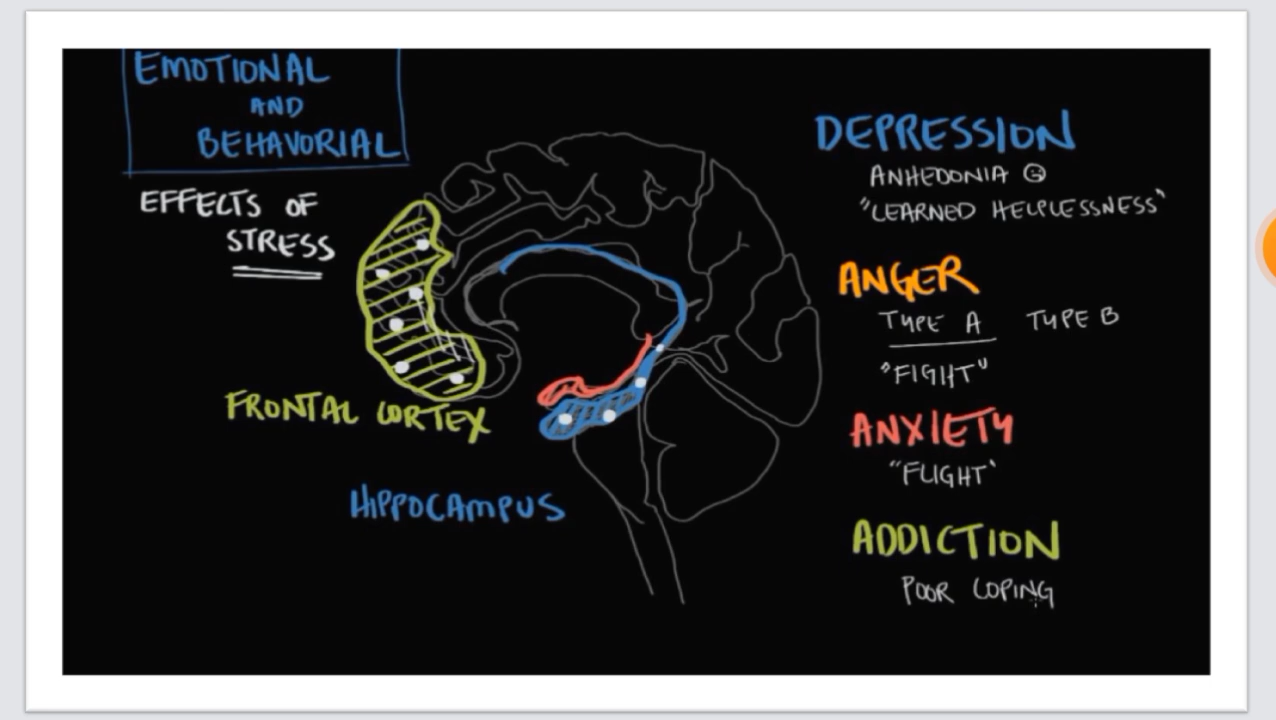 EMOTIONAL
AND
BEHAVORIAL
EFFECTS OF
STRESS
FRONTAL CORTEX
HIPPOCAMPUS
DEPRESSION
ANHEDONIA ☹
"LEARNED HELPLESSNESS"
ANGER
TYPE A TYPE B
"FIGHT"
ANXIETY
"FLIGHT"
ADDICTION
POOR COPING